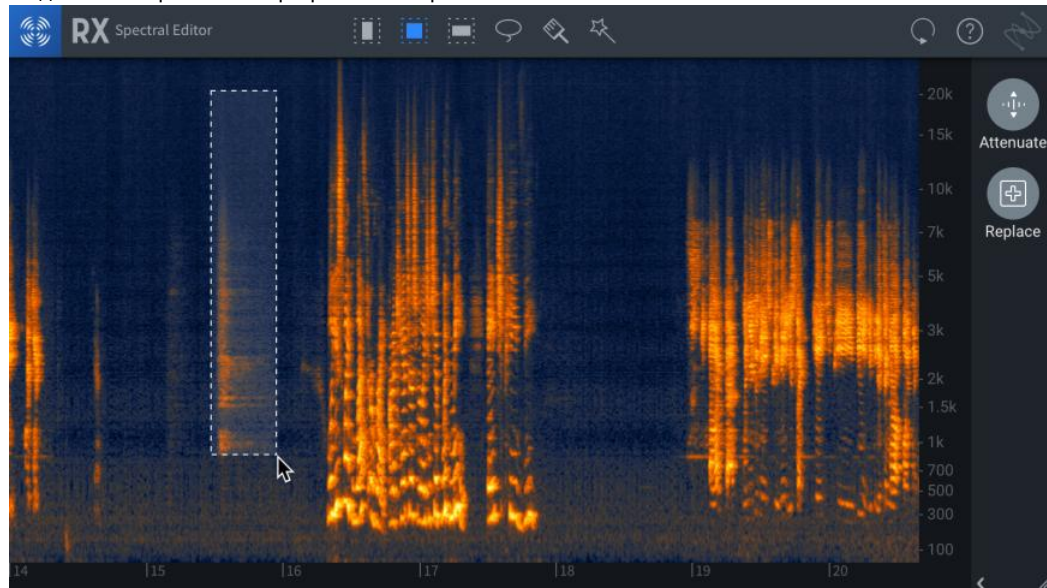 RX Spectral Editor
20k
15k
Attenuate
10k
Replace
7k
5k
3k
2k
1.5k
1k
700
500
300
100
14 15 16 17 18 19 20